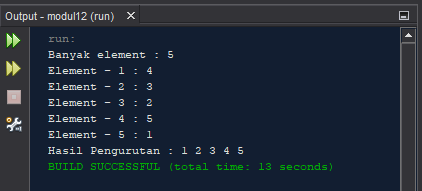 Output - modul12 (run)
run:
Banyak element : 5
Element - 1 : 4
Element - 2 : 3
Element - 3 : 2
Element - 4 : 5
Element - 5 : 1
Hasil Pengurutan : 1 2 3 4 5
BUILD SUCCESSFUL (total time: 13 seconds)